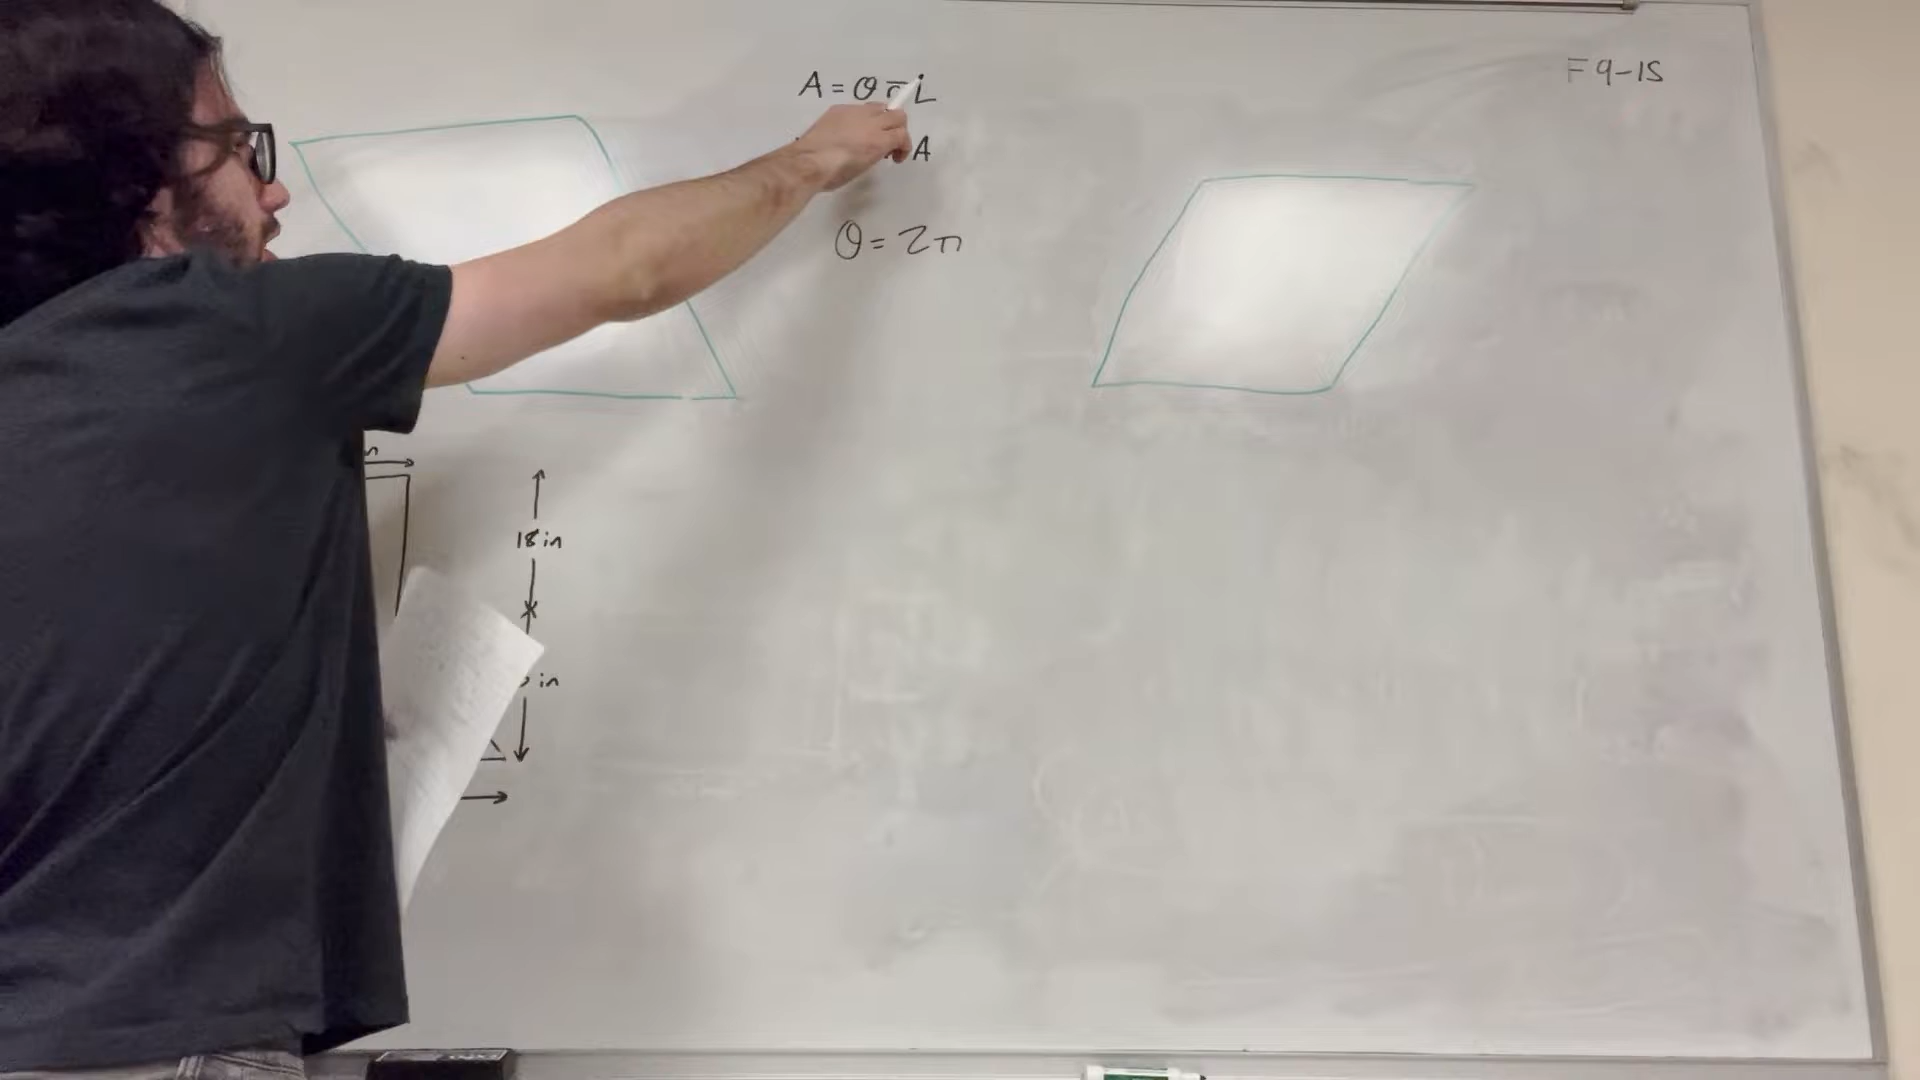 F9-15
A = θ r̄ L
A
θ = 2π
18 in
in